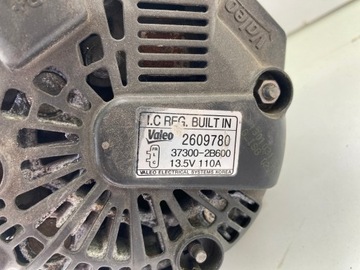 Valeo
I.C REG. BUILT IN
Valeo 2609780
37300-2B600
13.5V 110A
VALEO ELECTRICAL SYSTEMS KOREA